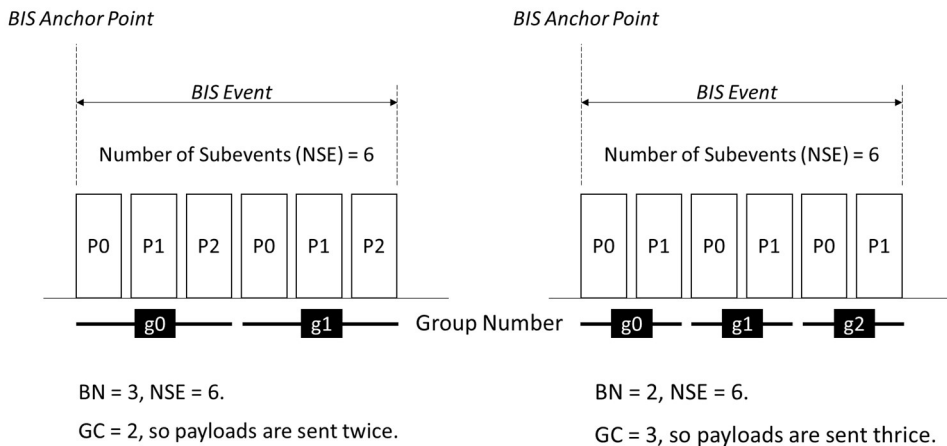 BIS Anchor Point
BIS Event
Number of Subevents (NSE) = 6
P0 P1 P2 P0 P1 P2
g0 g1
BN = 3, NSE = 6.
GC = 2, so payloads are sent twice.
Group Number
BIS Anchor Point
BIS Event
Number of Subevents (NSE) = 6
P0 P1 P0 P1 P0 P1
g0 g1 g2
BN = 2, NSE = 6.
GC = 3, so payloads are sent thrice.